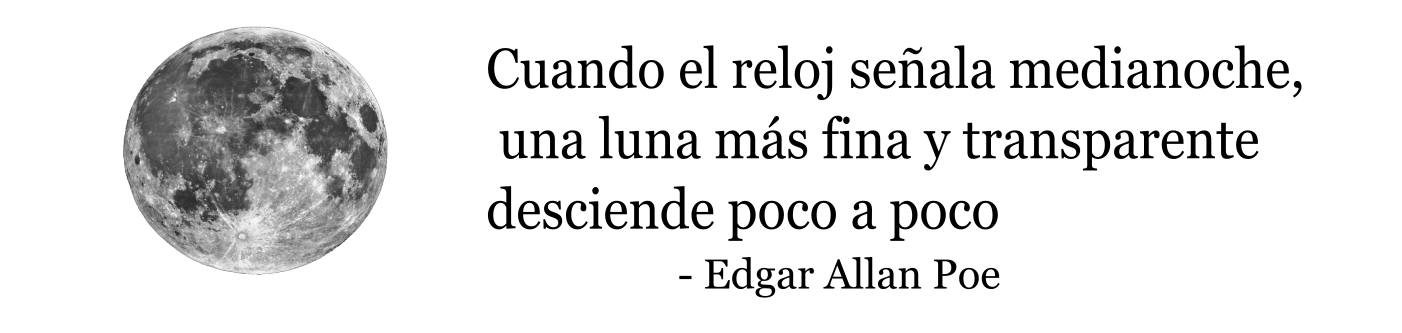 Cuando el reloj señala medianoche,
una luna más fina y transparente
desciende poco a poco
- Edgar Allan Poe